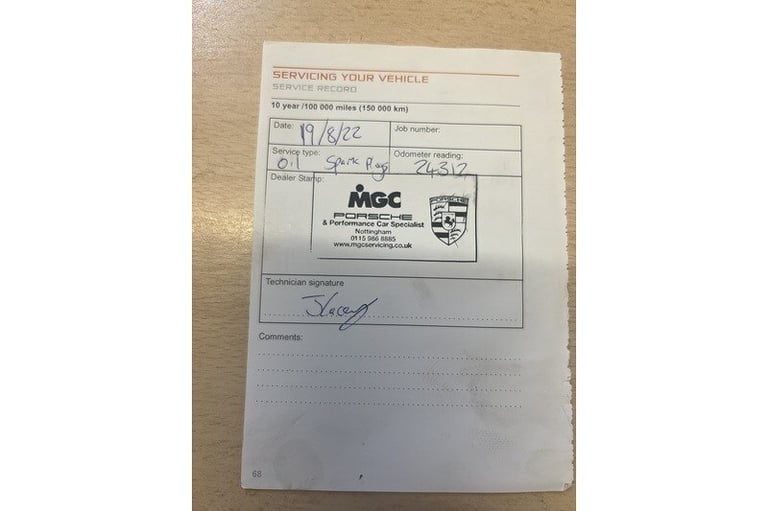 SERVICING YOUR VEHICLE
SERVICE RECORD
10 year /100 000 miles (150 000 km)
Date: 19/8/22 Job number:
Service type: Oil Spark Plugs Odometer reading: 24312
Dealer Stamp:
MGC
PORSCHE
& Performance Car Specialist
Nottingham
0115 986 8885
www.mgcservicing.co.uk
PORSCHE
Technician signature
Comments:
68